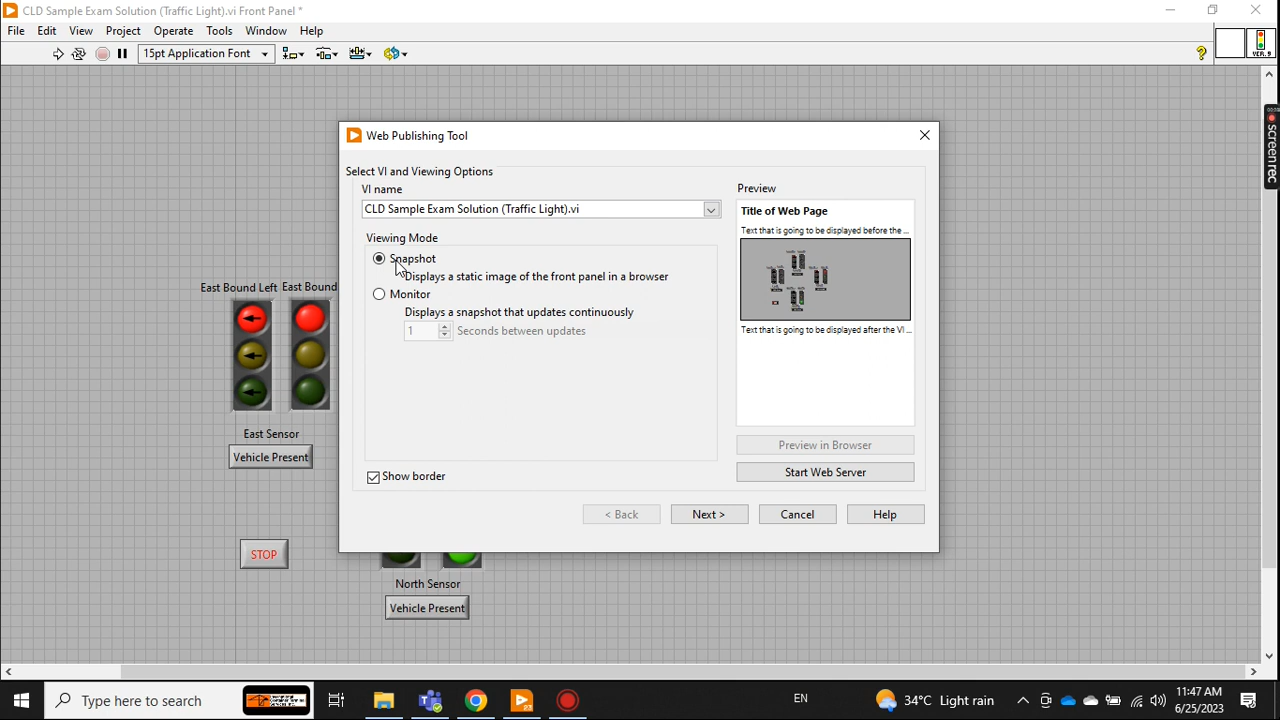 CLD Sample Exam Solution (Traffic Light).vi Front Panel *
File Edit View Project Operate Tools Window Help
15pt Application Font
Web Publishing Tool
Select VI and Viewing Options
VI name
CLD Sample Exam Solution (Traffic Light).vi
Viewing Mode
Snapshot
Displays a static image of the front panel in a browser
Monitor
Displays a snapshot that updates continuously
1 Seconds between updates
Show border
Preview
Title of Web Page
Text that is going to be displayed before the ...
Text that is going to be displayed after the VI ...
Preview in Browser
Start Web Server
< Back Next > Cancel Help
East Bound Left East Bound
East Sensor
Vehicle Present
STOP
North Sensor
Vehicle Present
screenrec
Type here to search
EN
34°C Light rain
11:47 AM
6/25/2023